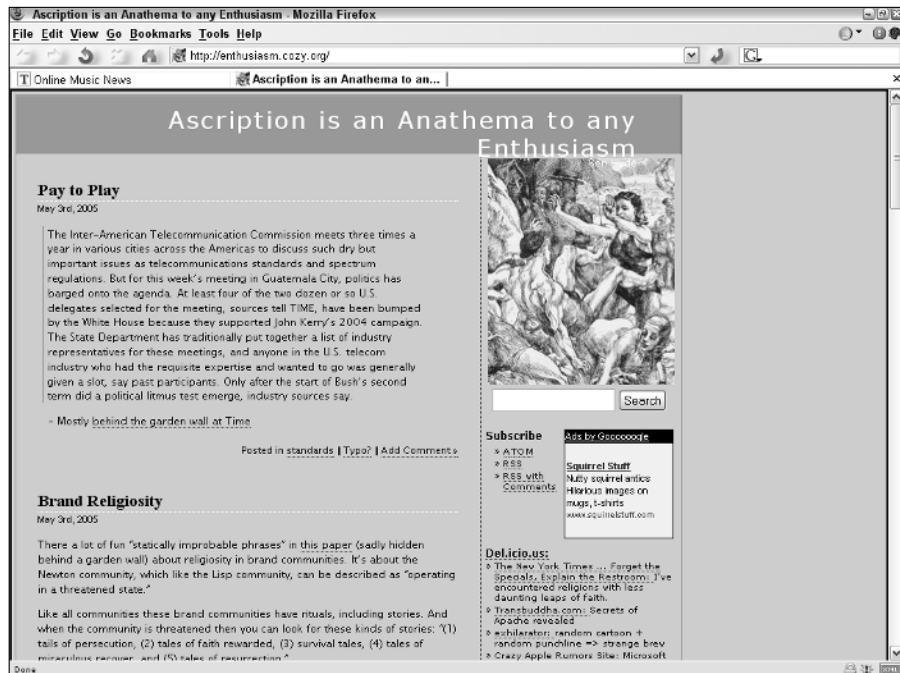 Ascription is an Anathema to any Enthusiasm - Mozilla Firefox
File Edit View Go Bookmarks Tools Help
http://enthusiasm.cozy.org/
Online Music News
Ascription is an Anathema to an...
Ascription is an Anathema to any
Enthusiasm
Pay to Play
May 3rd, 2005
The Inter-American Telecommunication Commission meets three times a
year in various cities across the Americas to discuss such dry but
important issues as telecommunications standards and spectrum
regulations. But for this week's meeting in Guatemala City, politics has
barged onto the agenda. At least four of the two dozen or so U.S.
delegates selected for the meeting, sources tell TIME, have been bumped
by the White House because they supported John Kerry's 2004 campaign.
The State Department has traditionally put together a list of industry
representatives for these meetings, and anyone in the U.S. telecom
industry who had the requisite expertise and wanted to go was generally
given a slot, say past participants. Only after the start of Bush's second
term did a political litmus test emerge, industry sources say.
- Mostly behind the garden wall at Time
Posted in standards | Typo? | Add Comment »
Brand Religiosity
May 3rd, 2005
There a lot of fun "statically improbable phrases" in this paper (sadly hidden
behind a garden wall) about religiosity in brand communities. It's about the
Newton community, which like the Lisp community, can be described as "operating
in a threatened state."
Like all communities these brand communities have rituals, including stories. And
when the community is threatened then you can look for these kinds of stories: "(1)
tails of persecution, (2) tales of faith rewarded, (3) survival tales, (4) tales of
miraculous recover, and (5) tales of resurrection."
Search
Subscribe
» ATOM
» RSS
» RSS with
Comments
Ads by Goooooogle
Squirrel Stuff
Nutty squirrel antics
Hilarious images on
mugs, t-shirts
www.squirrelstuff.com
Del.icio.us:
» The New York Times ... Forget the
Specials, Explain the Restroom: I've
encountered religions with less
daunting leaps of faith.
» Transbuddha.com: Secrets of
Apache revealed
» exhilarator: random cartoon +
random punchline => strange brev
» Crazy Apple Rumors Site: Microsoft
Done